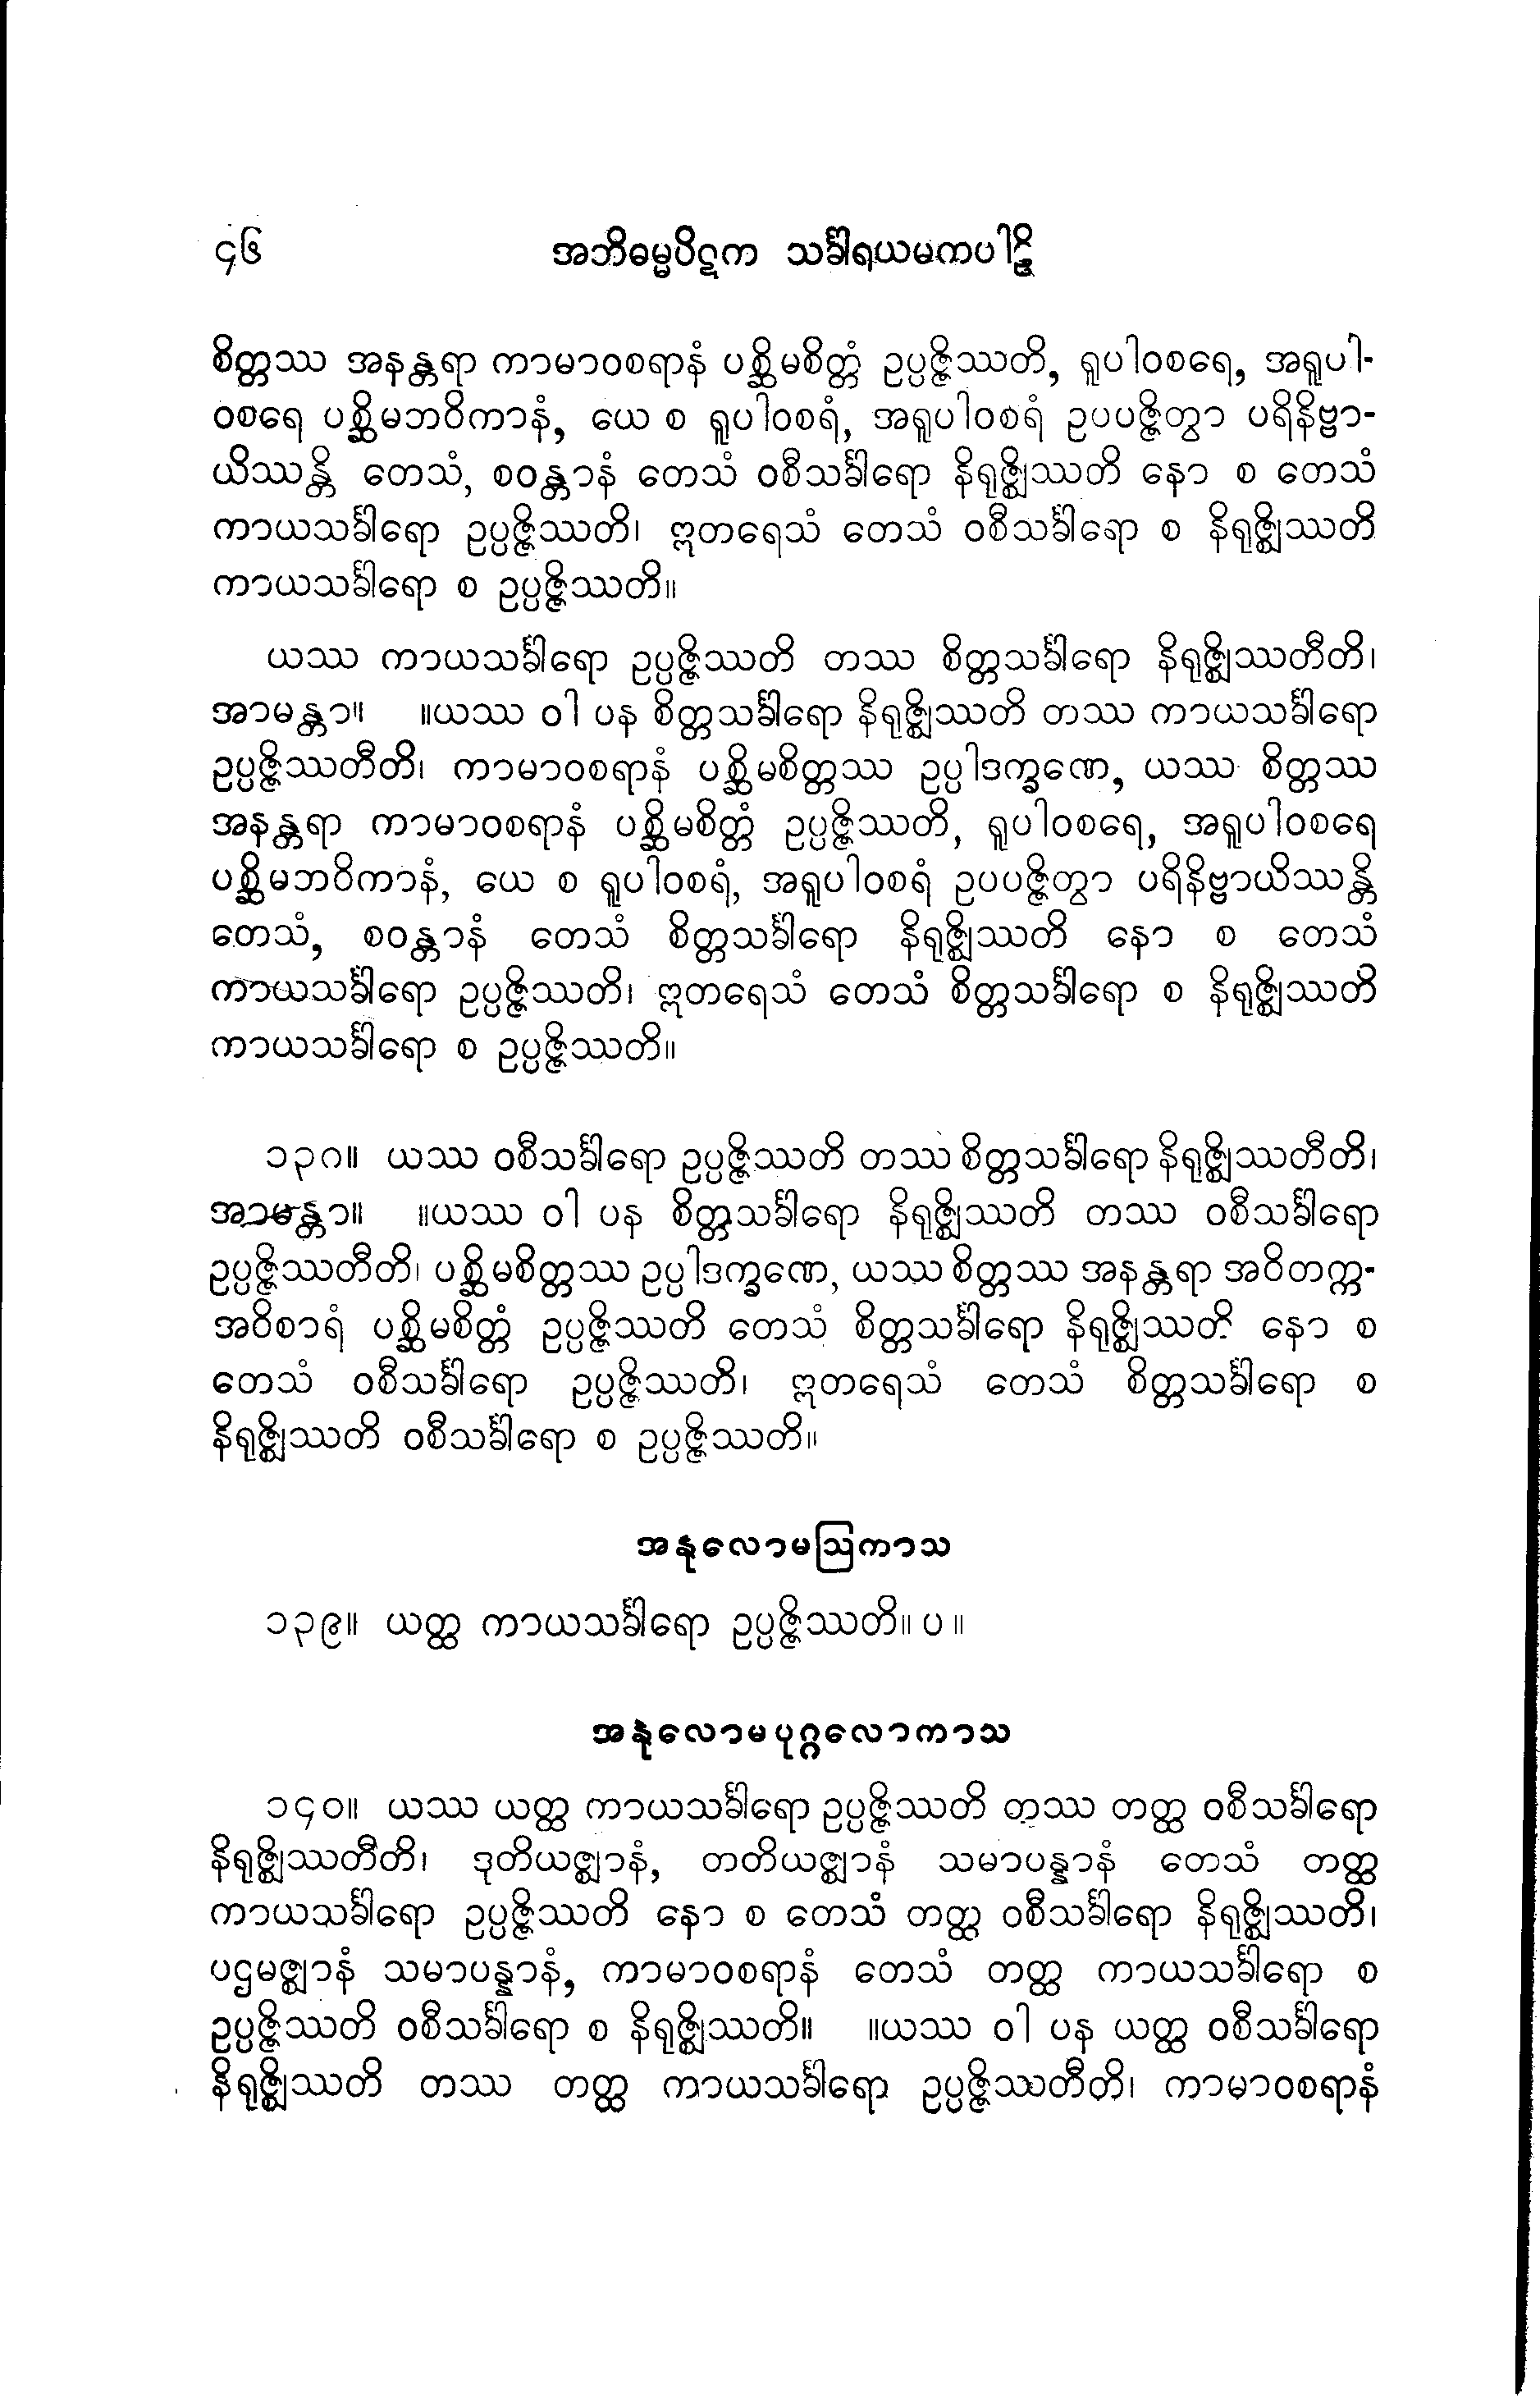 ၄၆ အဘိဓမ္မပိဋက သင်္ခါရယမကပါဠိ
စိတ္တဿ အနန္တရာ ကာမာဝစရာနံ ပစ္ဆိမစိတ္တံ ဥပ္ပဇ္ဇိဿတိ, ရူပါဝစရေ, အရူပါ-
ဝစရေ ပစ္ဆိမဘဝိကာနံ, ယေ စ ရူပါဝစရံ, အရူပါဝစရံ ဥပပဇ္ဇိတွာ ပရိနိဗ္ဗာ-
ယိဿန္တိ တေသံ, စဝန္တာနံ တေသံ ဝစီသင်္ခါရော နိရုဇ္ဈိဿတိ နော စ တေသံ
ကာယသင်္ခါရော ဥပ္ပဇ္ဇိဿတိ၊ ဣတရေသံ တေသံ ဝစီသင်္ခါရော စ နိရုဇ္ဈိဿတိ
ကာယသင်္ခါရော စ ဥပ္ပဇ္ဇိဿတိ။
ယဿ ကာယသင်္ခါရော ဥပ္ပဇ္ဇိဿတိ တဿ စိတ္တသင်္ခါရော နိရုဇ္ဈိဿတီတိ၊
အာမန္တာ။ ။ယဿ ဝါ ပန စိတ္တသင်္ခါရော နိရုဇ္ဈိဿတိ တဿ ကာယသင်္ခါရော
ဥပ္ပဇ္ဇိဿတီတိ၊ ကာမာဝစရာနံ ပစ္ဆိမစိတ္တဿ ဥပ္ပါဒက္ခဏေ, ယဿ စိတ္တဿ
အနန္တရာ ကာမာဝစရာနံ ပစ္ဆိမစိတ္တံ ဥပ္ပဇ္ဇိဿတိ, ရူပါဝစရေ, အရူပါဝစရေ
ပစ္ဆိမဘဝိကာနံ, ယေ စ ရူပါဝစရံ, အရူပါဝစရံ ဥပပဇ္ဇိတွာ ပရိနိဗ္ဗာယိဿန္တိ
တေသံ, စဝန္တာနံ တေသံ စိတ္တသင်္ခါရော နိရုဇ္ဈိဿတိ နော စ တေသံ
ကာယသင်္ခါရော ဥပ္ပဇ္ဇိဿတိ၊ ဣတရေသံ တေသံ စိတ္တသင်္ခါရော စ နိရုဇ္ဈိဿတိ
ကာယသင်္ခါရော စ ဥပ္ပဇ္ဇိဿတိ။
၁၃၈။ ယဿ ဝစီသင်္ခါရော ဥပ္ပဇ္ဇိဿတိ တဿ စိတ္တသင်္ခါရော နိရုဇ္ဈိဿတီတိ၊
အာမန္တာ။ ။ယဿ ဝါ ပန စိတ္တသင်္ခါရော နိရုဇ္ဈိဿတိ တဿ ဝစီသင်္ခါရော
ဥပ္ပဇ္ဇိဿတီတိ၊ ပစ္ဆိမစိတ္တဿ ဥပ္ပါဒက္ခဏေ, ယဿ စိတ္တဿ အနန္တရာ အဝိတက္က-
အဝိစာရံ ပစ္ဆိမစိတ္တံ ဥပ္ပဇ္ဇိဿတိ တေသံ စိတ္တသင်္ခါရော နိရုဇ္ဈိဿတိ နော စ
တေသံ ဝစီသင်္ခါရော ဥပ္ပဇ္ဇိဿတိ၊ ဣတရေသံ တေသံ စိတ္တသင်္ခါရော စ
နိရုဇ္ဈိဿတိ ဝစီသင်္ခါရော စ ဥပ္ပဇ္ဇိဿတိ။
အနုလောမဩကာသ
၁၃၉။ ယတ္ထ ကာယသင်္ခါရော ဥပ္ပဇ္ဇိဿတိ။ ပ ။
အနုလောမပုဂ္ဂလောကာသ
၁၄၀။ ယဿ ယတ္ထ ကာယသင်္ခါရော ဥပ္ပဇ္ဇိဿတိ တဿ တတ္ထ ဝစီသင်္ခါရော
နိရုဇ္ဈိဿတီတိ၊ ဒုတိယဇ္ဈာနံ, တတိယဇ္ဈာနံ သမာပန္နာနံ တေသံ တတ္ထ
ကာယသင်္ခါရော ဥပ္ပဇ္ဇိဿတိ နော စ တေသံ တတ္ထ ဝစီသင်္ခါရော နိရုဇ္ဈိဿတိ၊
ပဌမဇ္ဈာနံ သမာပန္နာနံ, ကာမာဝစရာနံ တေသံ တတ္ထ ကာယသင်္ခါရော စ
ဥပ္ပဇ္ဇိဿတိ ဝစီသင်္ခါရော စ နိရုဇ္ဈိဿတိ။ ။ယဿ ဝါ ပန ယတ္ထ ဝစီသင်္ခါရော
နိရုဇ္ဈိဿတိ တဿ တတ္ထ ကာယသင်္ခါရော ဥပ္ပဇ္ဇိဿတီတိ၊ ကာမာဝစရာနံ